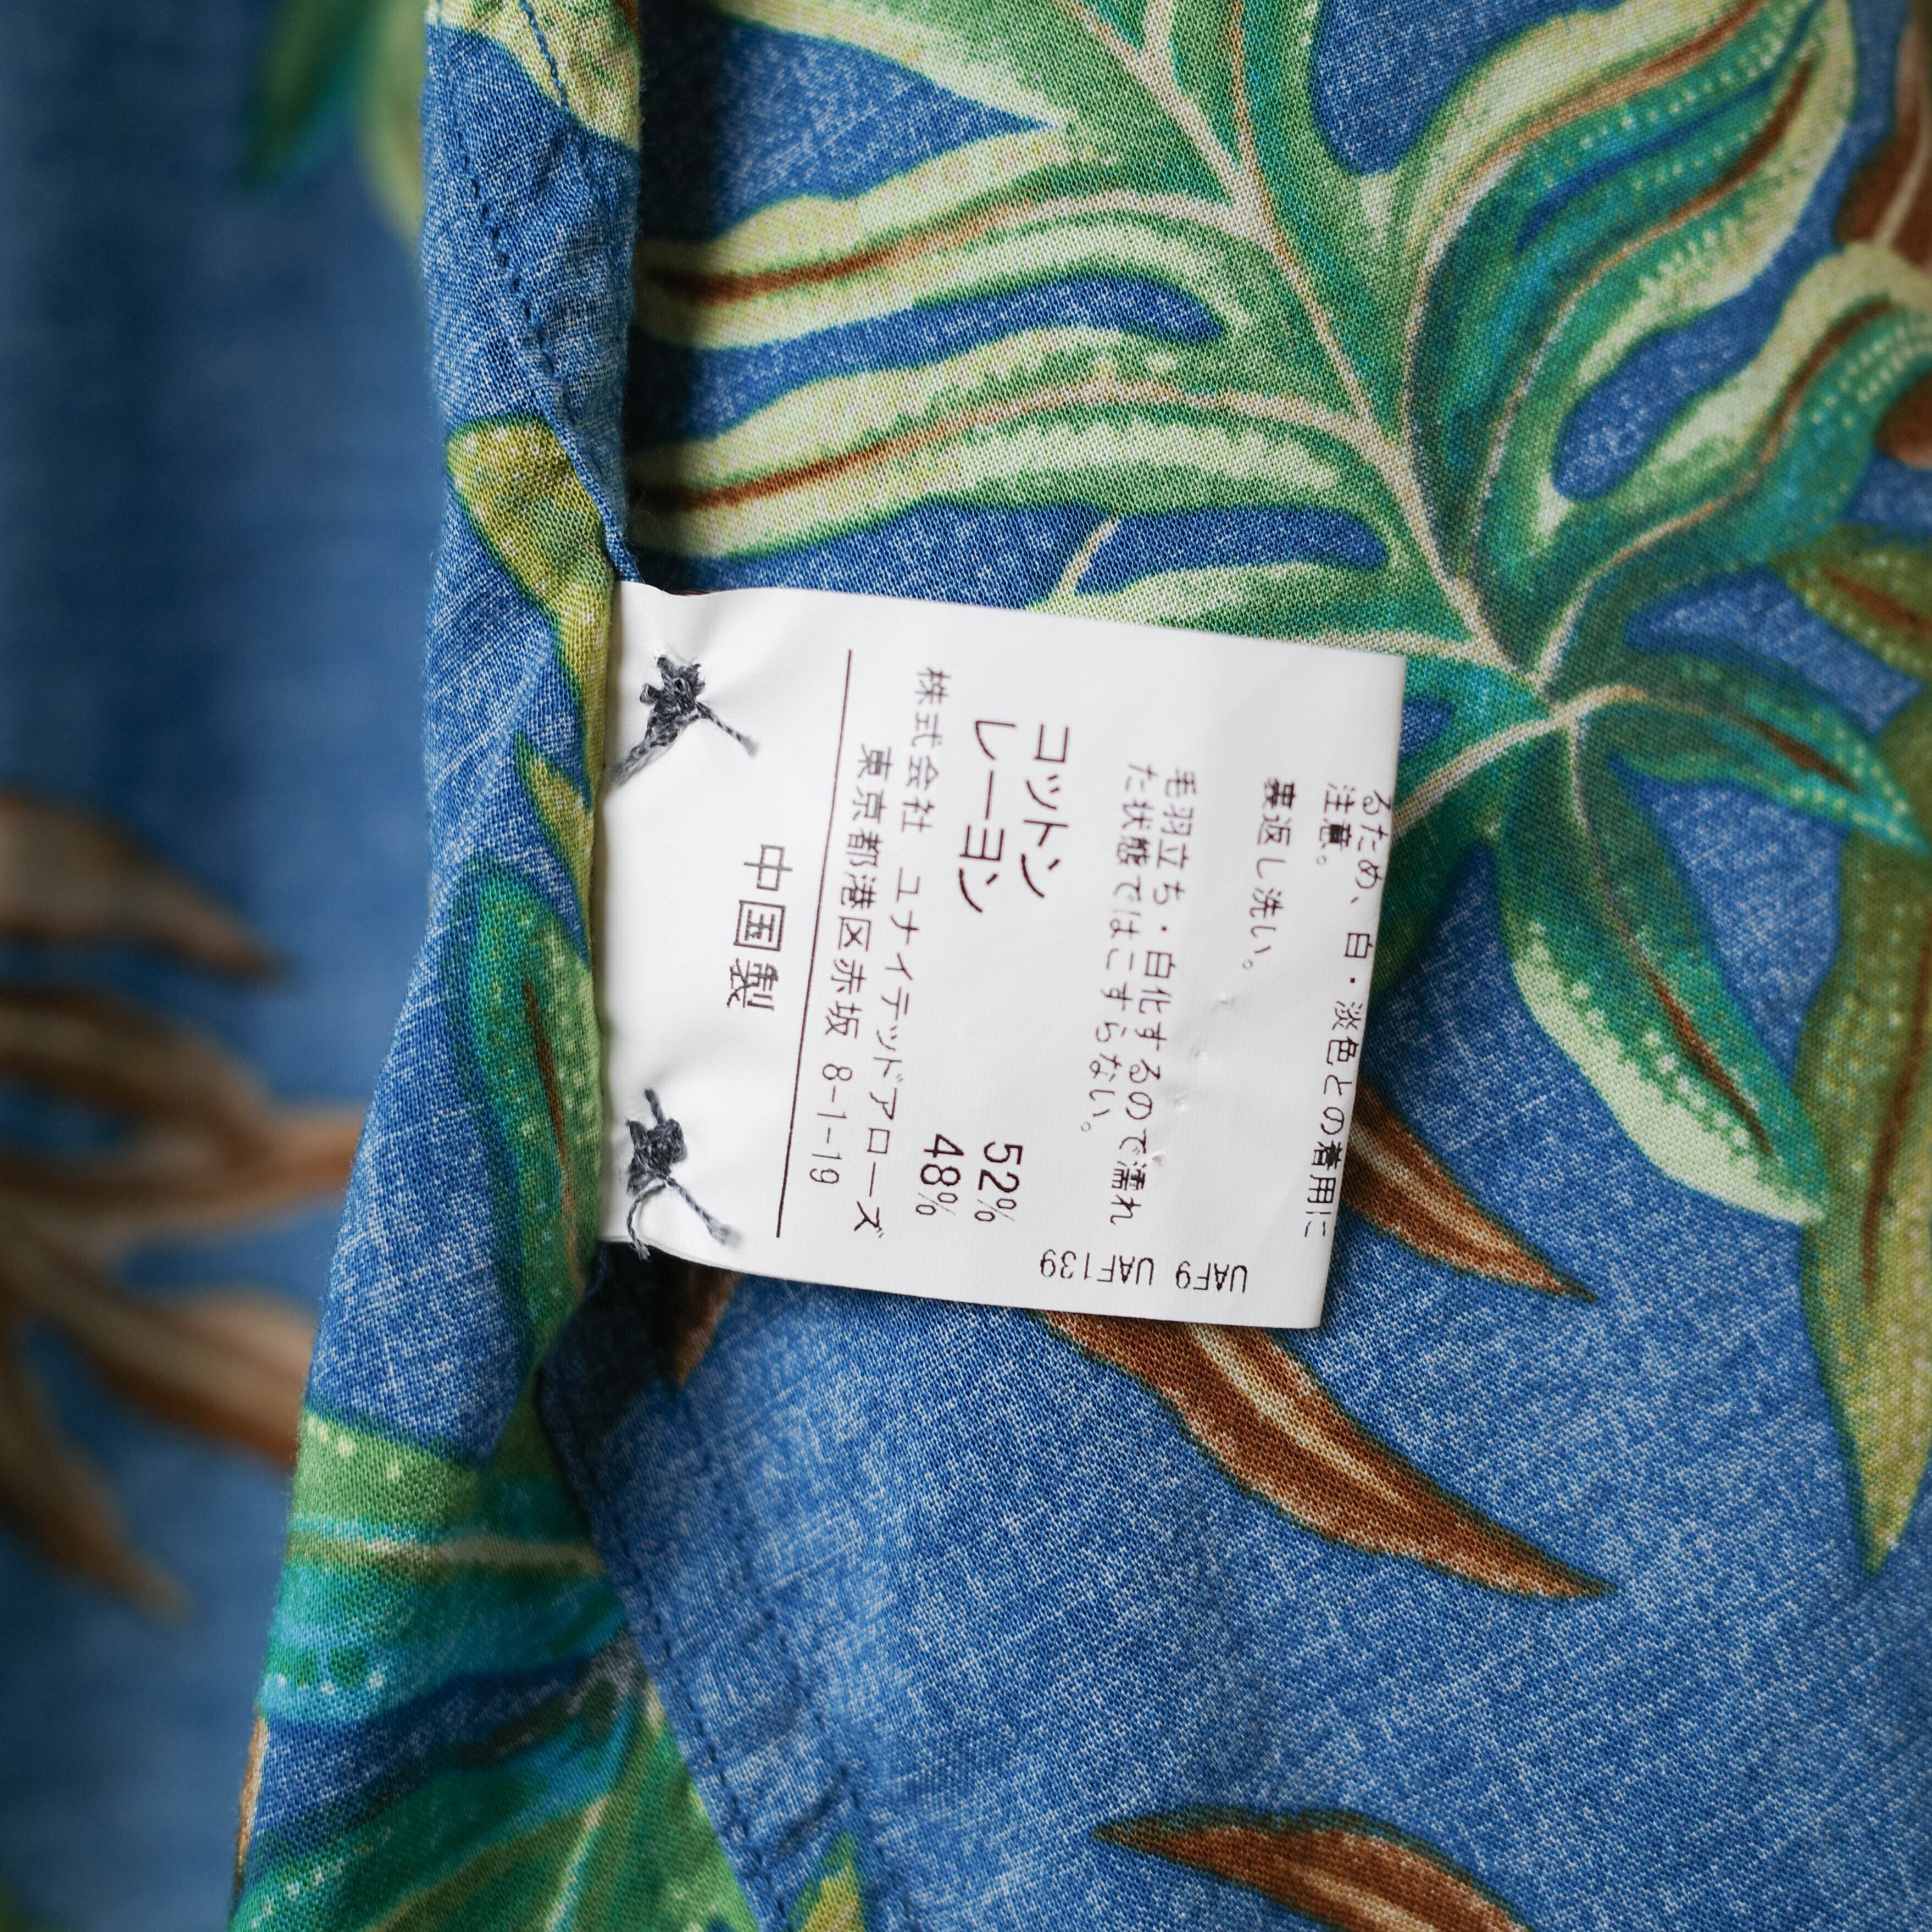 るため、白・淡色との着用に
注意。
裏返し洗い。
毛羽立ち・白化するので濡れ
た状態ではこすらない。
コットン 52%
レーヨン 48%
株式会社 ユナイテッドアローズ
東京都港区赤坂 8-1-19
中国製
UAF9 UAF139